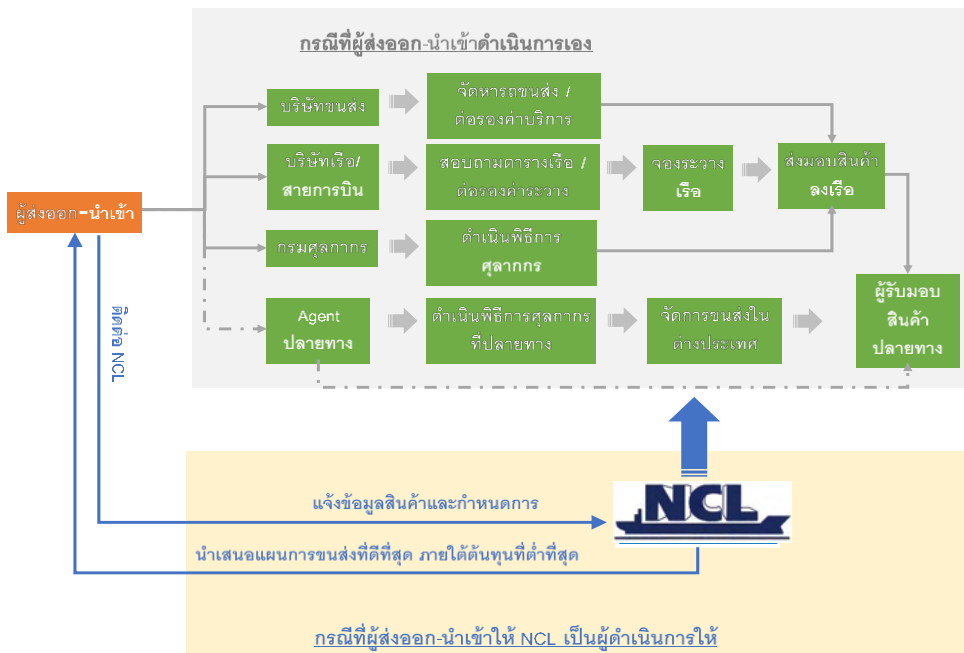 กรณีที่ผู้ส่งออก-นำเข้าดำเนินการเอง
บริษัทขนส่ง
จัดหารถขนส่ง /
ต่อรองค่าบริการ
บริษัทเรือ/
สายการบิน
สอบถามตารางเรือ /
ต่อรองค่าระวาง
จองระวาง
เรือ
ส่งมอบสินค้า
ลงเรือ
ผู้ส่งออก-นำเข้า
กรมศุลกากร
ดำเนินพิธีการ
ศุลากกร
Agent
ปลายทาง
ดำเนินพิธีการศุลกากร
ที่ปลายทาง
จัดการขนส่งใน
ต่างประเทศ
ผู้รับมอบ
สินค้า
ปลายทาง
ติดต่อ NCL
แจ้งข้อมูลสินค้าและกำหนดการ
NCL
นำเสนอแผนการขนส่งที่ดีที่สุด ภายใต้ต้นทุนที่ต่ำที่สุด
กรณีที่ผู้ส่งออก-นำเข้าให้ NCL เป็นผู้ดำเนินการให้